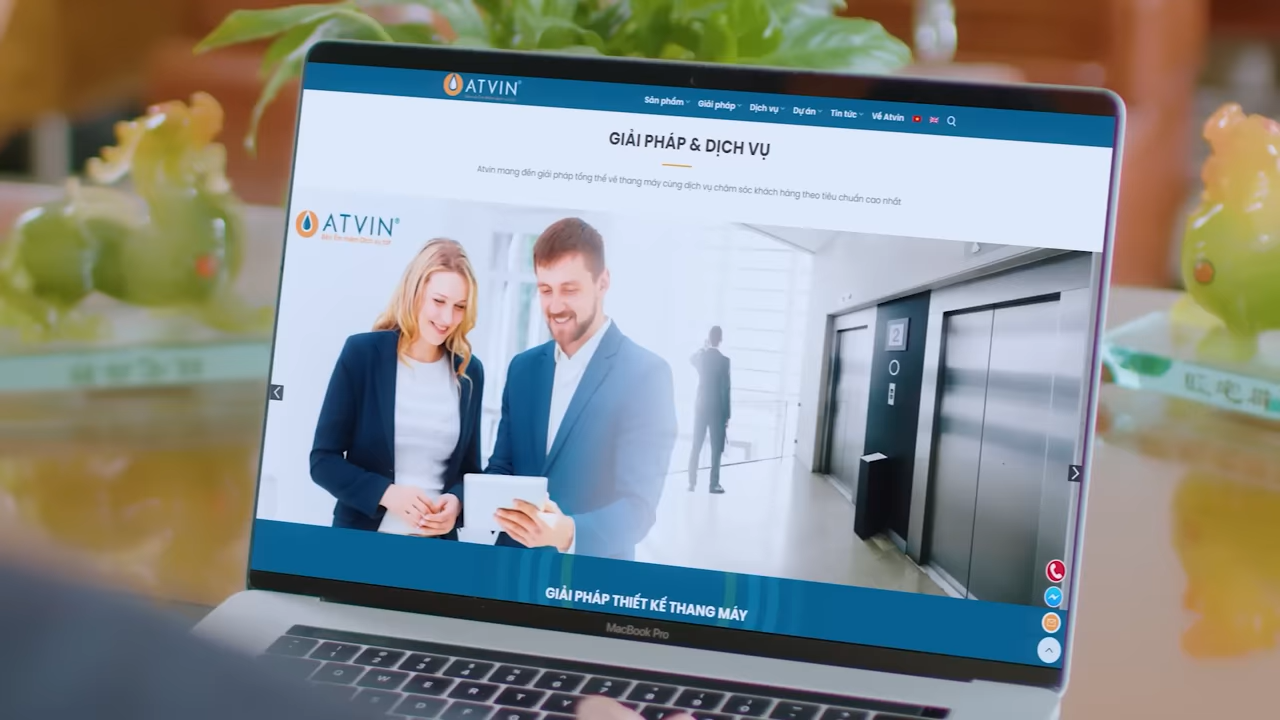 ATVIN®
Sản phẩm Giải pháp Dịch vụ Dự án Tin tức Về Atvin
GIẢI PHÁP & DỊCH VỤ
Atvin mang đến giải pháp tổng thể về thang máy cùng dịch vụ chăm sóc khách hàng theo tiêu chuẩn cao nhất
ATVIN®
2
GIẢI PHÁP THIẾT KẾ THANG MÁY
MacBook Pro